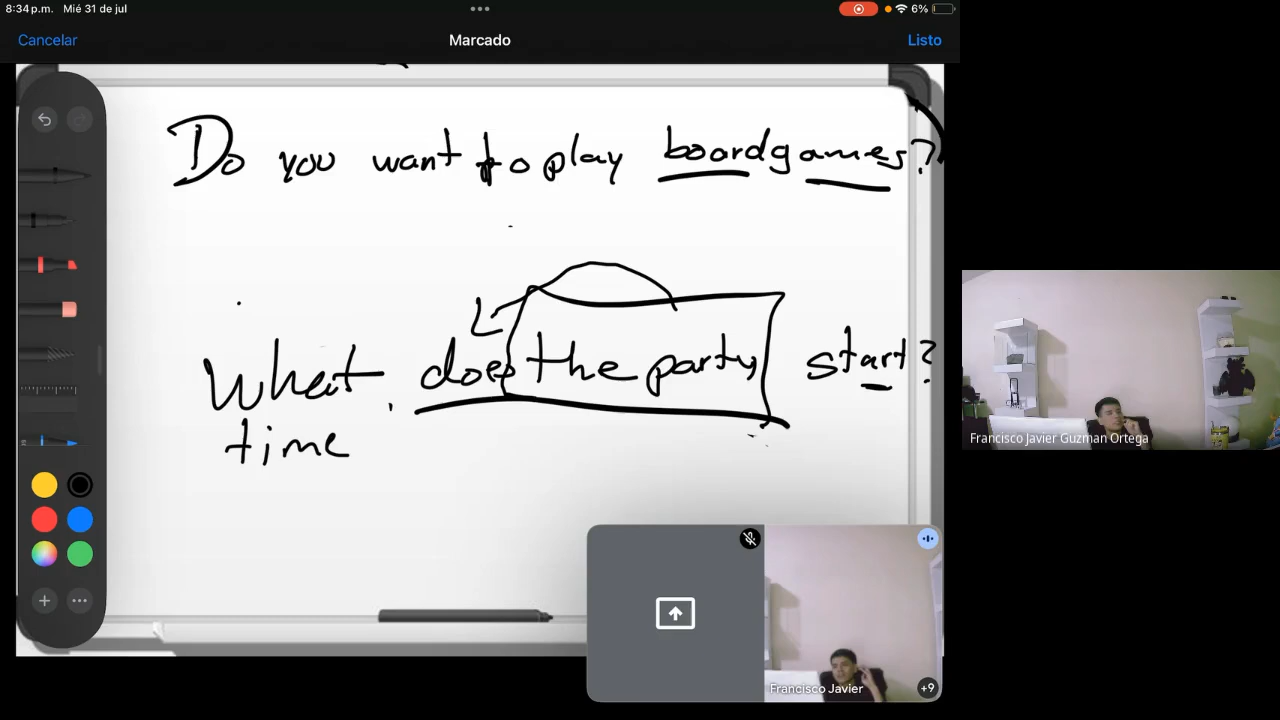 8:34 p.m. Mié 31 de jul
6%
Cancelar
Marcado
Listo
Do you want to play boardgames?
What does the party start?
time
Francisco Javier Guzman Ortega
Francisco Javier
+9